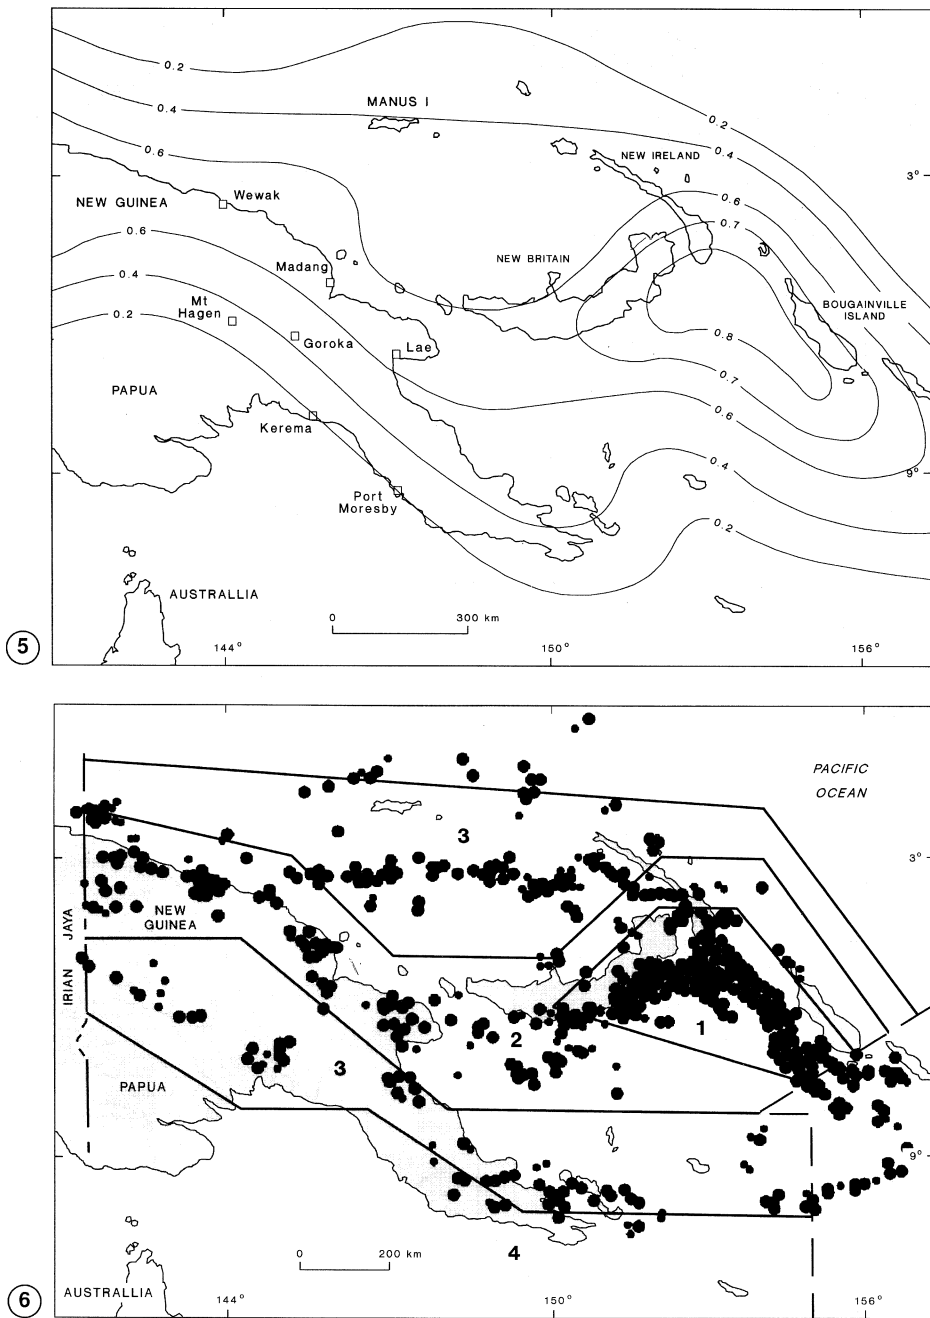 0.2
MANUS I
0.4
0.2
0.4
0.6
NEW IRELAND
3°
NEW GUINEA
Wewak
0.6
0.7
0.6
NEW BRITAIN
Madang
0.4
Mt
Hagen
BOUGAINVILLE
ISLAND
0.2
Goroka
Lae
0.8
0.7
PAPUA
0.6
Kerema
0.4
9°
Port
Moresby
0.2
AUSTRALLIA
0 300 km
5
144° 150° 156°
PACIFIC
OCEAN
3
3°
NEW
GUINEA
IRIAN JAYA
2
1
3
PAPUA
9°
4
0 200 km
AUSTRALLIA
6
144° 150° 156°